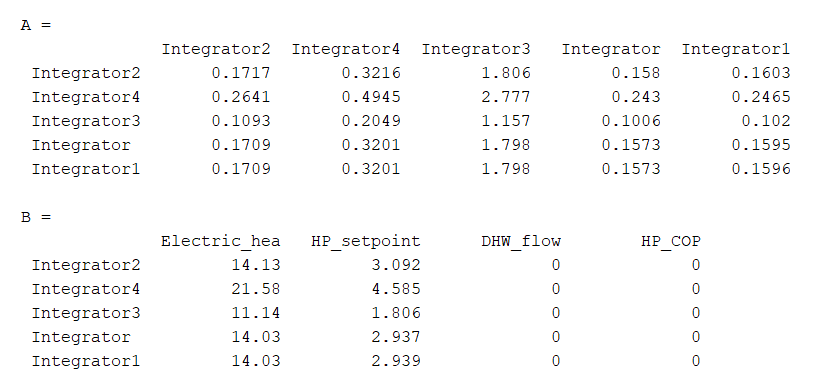 A =
Integrator2 Integrator4 Integrator3 Integrator Integrator1
Integrator2 0.1717 0.3216 1.806 0.158 0.1603
Integrator4 0.2641 0.4945 2.777 0.243 0.2465
Integrator3 0.1093 0.2049 1.157 0.1006 0.102
Integrator 0.1709 0.3201 1.798 0.1573 0.1595
Integrator1 0.1709 0.3201 1.798 0.1573 0.1596
B =
Electric_hea HP_setpoint DHW_flow HP_COP
Integrator2 14.13 3.092 0 0
Integrator4 21.58 4.585 0 0
Integrator3 11.14 1.806 0 0
Integrator 14.03 2.937 0 0
Integrator1 14.03 2.939 0 0